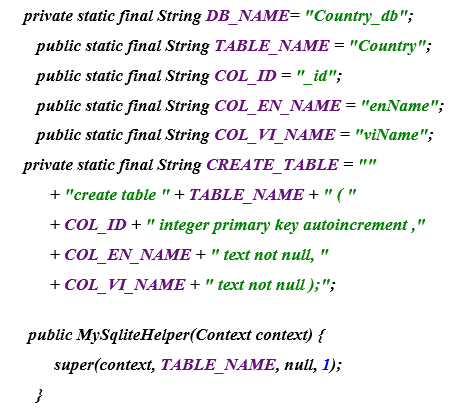 private static final String DB_NAME= "Country_db";
public static final String TABLE_NAME = "Country";
public static final String COL_ID = "_id";
public static final String COL_EN_NAME = "enName";
public static final String COL_VI_NAME = "viName";
private static final String CREATE_TABLE = ""
+ "create table " + TABLE_NAME + " ( "
+ COL_ID + " integer primary key autoincrement ,"
+ COL_EN_NAME + " text not null, "
+ COL_VI_NAME + " text not null );";
public MySqliteHelper(Context context) {
super(context, TABLE_NAME, null, 1);
}